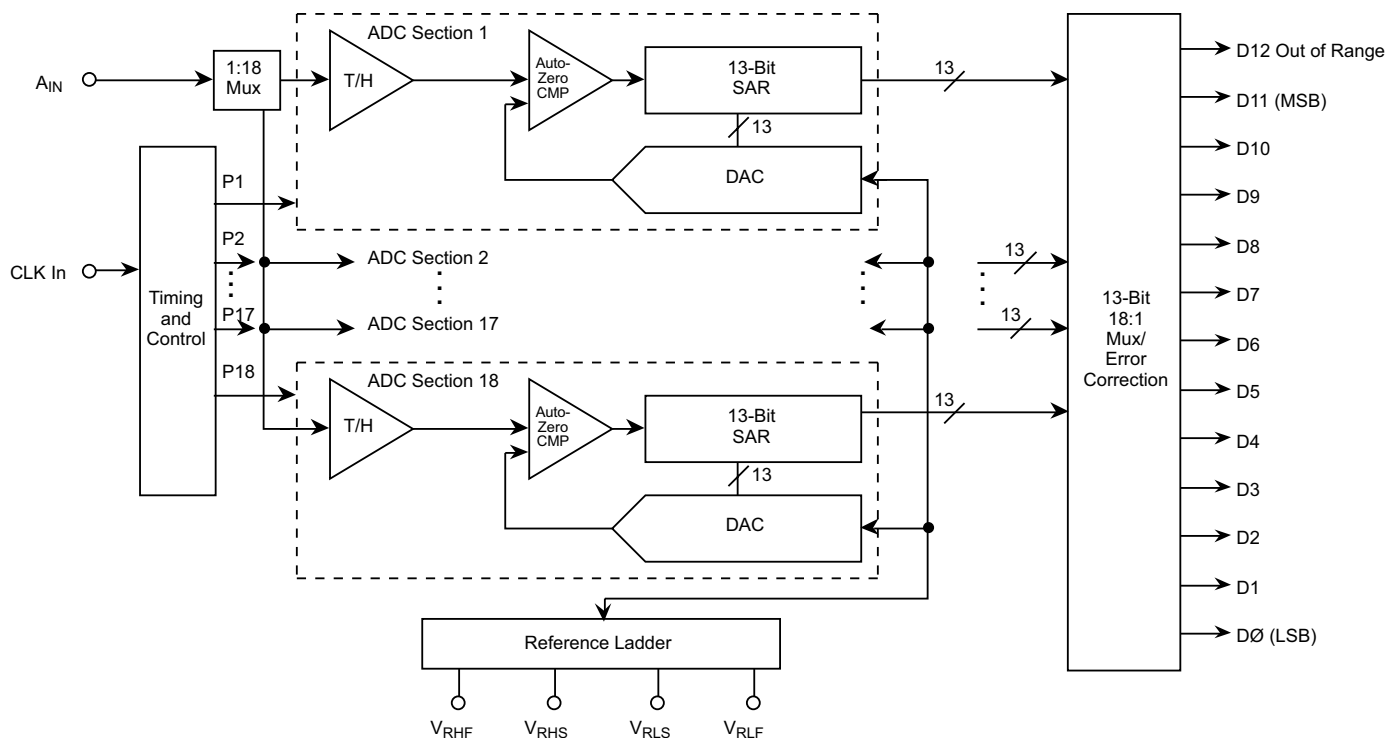 ADC Section 1
1:18
Mux
A_IN
T/H
Auto-
Zero
CMP
13-Bit
SAR
13
DAC
13
D12 Out of Range
D11 (MSB)
D10
D9
D8
D7
D6
D5
D4
D3
D2
D1
DØ (LSB)
CLK In
Timing
and
Control
P1
P2
P17
P18
ADC Section 2
ADC Section 17
13
13
13-Bit
18:1
Mux/
Error
Correction
ADC Section 18
T/H
Auto-
Zero
CMP
13-Bit
SAR
13
DAC
13
Reference Ladder
V_RHF
V_RHS
V_RLS
V_RLF